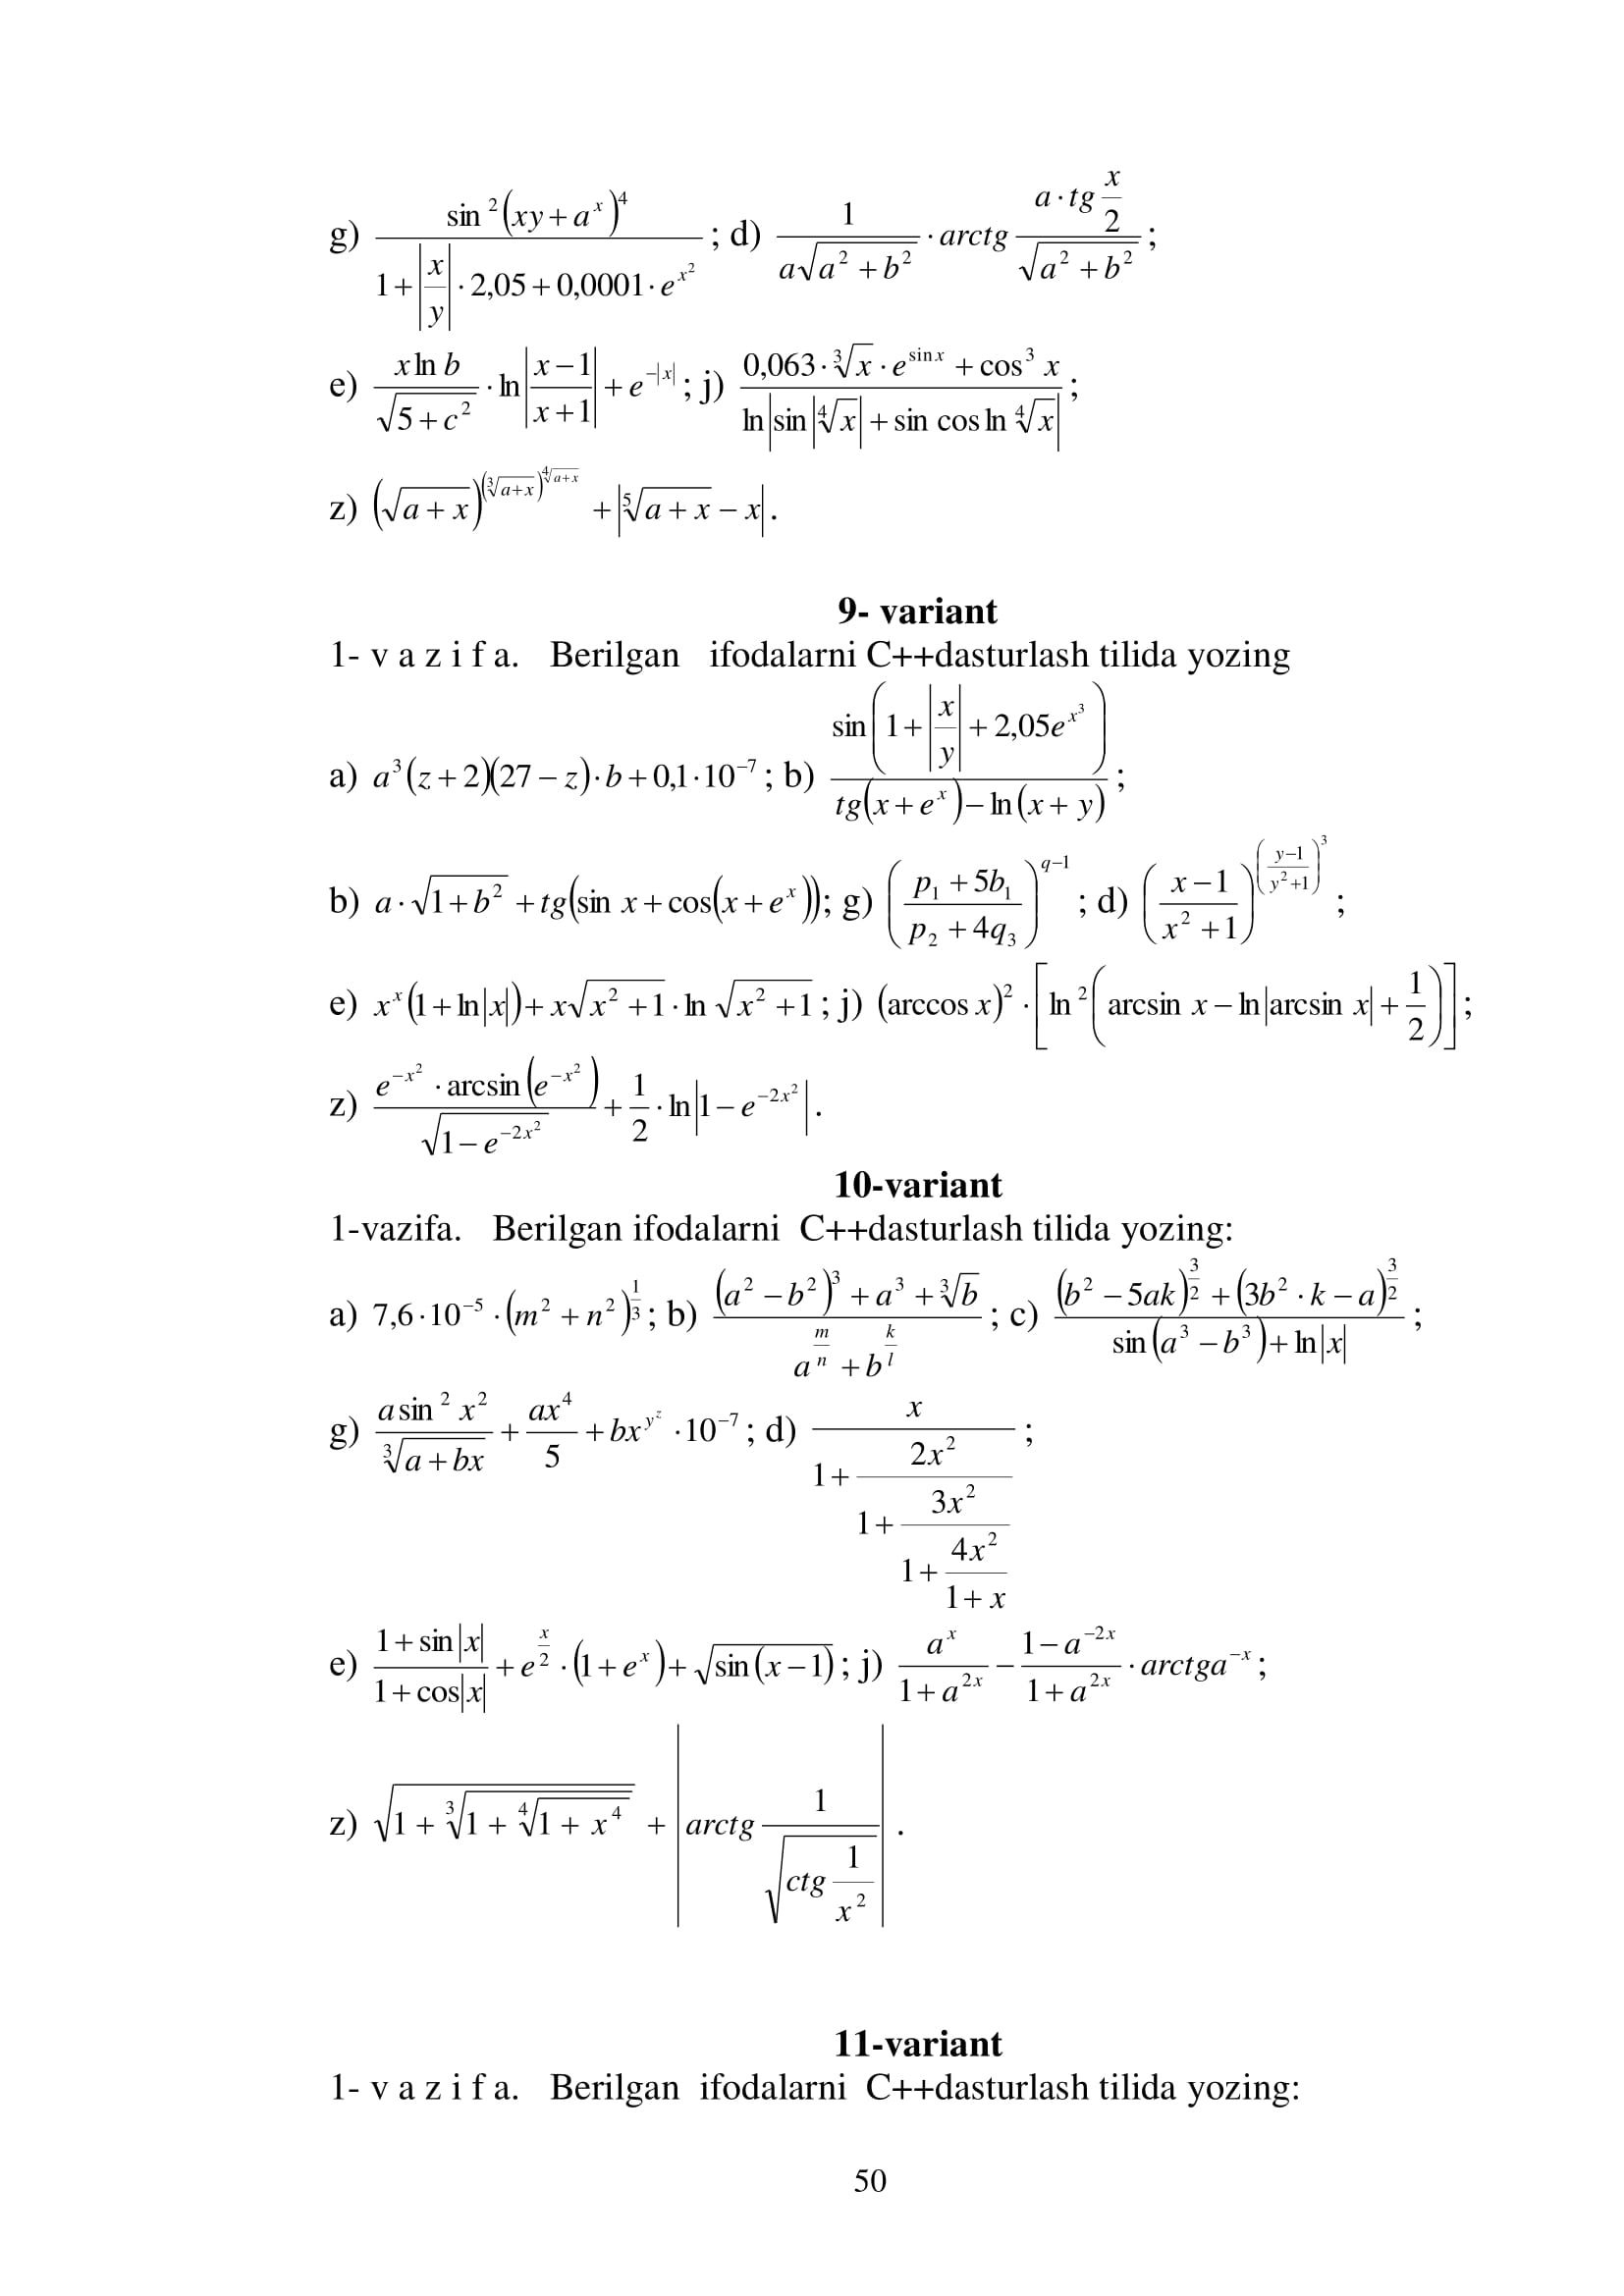 g) \frac{\sin^2(xy+a^x)^4}{1+\left|\frac{x}{y}\right|\cdot 2,05+0,0001\cdot e^{x^2}}; d) \frac{1}{a\sqrt{a^2+b^2}}\cdot arctg\frac{a\cdot tg\frac{x}{2}}{\sqrt{a^2+b^2}};
e) \frac{x\ln b}{\sqrt{5+c^2}}\cdot\ln\left|\frac{x-1}{x+1}\right|+e^{-|x|}; j) \frac{0,063\cdot\sqrt[3]{x}\cdot e^{\sin x}+\cos^3 x}{\ln|\sin|\sqrt[4]{x}|+\sin\cos\ln\sqrt[4]{x}|};
z) (\sqrt{a+x})^{(\sqrt[3]{a+x})^{\sqrt[4]{a+x}}}+|\sqrt[5]{a+x}-x|.
9- variant
1- v a z i f a. Berilgan ifodalarni C++dasturlash tilida yozing
a) a^3(z+2)(27-z)\cdot b+0,1\cdot 10^{-7}; b) \frac{\sin\left(1+\left|\frac{x}{y}\right|+2,05e^{x^3}\right)}{tg(x+e^x)-\ln(x+y)};
b) a\cdot\sqrt{1+b^2}+tg(\sin x+\cos(x+e^x)); g) \left(\frac{p_1+5b_1}{p_2+4q_3}\right)^{q-1}; d) \left(\frac{x-1}{x^2+1}\right)^{\left(\frac{y-1}{y^2+1}\right)^3};
e) x^x(1+\ln|x|)+x\sqrt{x^2+1}\cdot\ln\sqrt{x^2+1}; j) (\arccos x)^2\cdot\left[\ln^2\left(\arcsin x-\ln|\arcsin x|+\frac{1}{2}\right)\right];
z) \frac{e^{-x^2}\cdot\arcsin(e^{-x^2})}{\sqrt{1-e^{-2x^2}}}+\frac{1}{2}\cdot\ln|1-e^{-2x^2}|.
10-variant
1-vazifa. Berilgan ifodalarni C++dasturlash tilida yozing:
a) 7,6\cdot 10^{-5}\cdot(m^2+n^2)^{\frac{1}{3}}; b) \frac{(a^2-b^2)^3+a^3+\sqrt[3]{b}}{a^{\frac{m}{n}}+b^{\frac{k}{l}}}; c) \frac{(b^2-5ak)^{\frac{3}{2}}+(3b^2\cdot k-a)^{\frac{3}{2}}}{\sin(a^3-b^3)+\ln|x|};
g) \frac{a\sin^2 x^2}{\sqrt[3]{a+bx}}+\frac{ax^4}{5}+bx^{y^z}\cdot 10^{-7}; d) \frac{x}{1+\frac{2x^2}{1+\frac{3x^2}{1+\frac{4x^2}{1+x}}}};
e) \frac{1+\sin|x|}{1+\cos|x|}+e^{\frac{x}{2}}\cdot(1+e^x)+\sqrt{\sin(x-1)}; j) \frac{a^x}{1+a^{2x}}-\frac{1-a^{-2x}}{1+a^{2x}}\cdot arctga^{-x};
z) \sqrt{1+\sqrt[3]{1+\sqrt[4]{1+x^4}}}+\left|arctg\frac{1}{\sqrt{ctg\frac{1}{x^2}}}\right|.
11-variant
1- v a z i f a. Berilgan ifodalarni C++dasturlash tilida yozing:
50